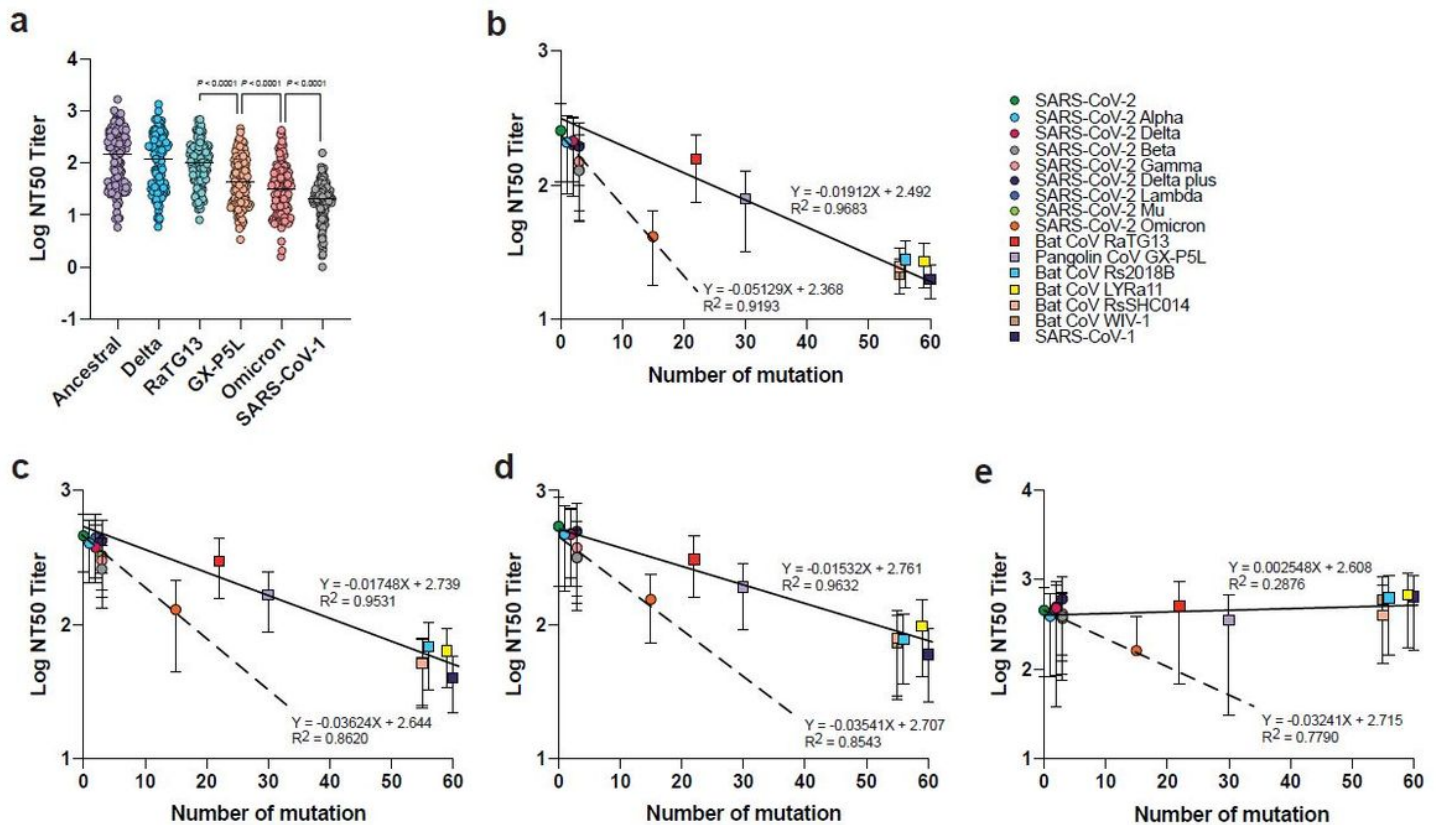 a
4
3
2
1
0
-1
Log NT50 Titer
P < 0.0001
P < 0.0001
P < 0.0001
Ancestral
Delta
RaTG13
GX-P5L
Omicron
SARS-CoV-1
b
3
2
1
Log NT50 Titer
Y = -0.01912X + 2.492
R2 = 0.9683
Y = -0.05129X + 2.368
R2 = 0.9193
0 10 20 30 40 50 60
Number of mutation
SARS-CoV-2
SARS-CoV-2 Alpha
SARS-CoV-2 Delta
SARS-CoV-2 Beta
SARS-CoV-2 Gamma
SARS-CoV-2 Delta plus
SARS-CoV-2 Lambda
SARS-CoV-2 Mu
SARS-CoV-2 Omicron
Bat CoV RaTG13
Pangolin CoV GX-P5L
Bat CoV Rs2018B
Bat CoV LYRa11
Bat CoV RsSHC014
Bat CoV WIV-1
SARS-CoV-1
c
3
2
1
Log NT50 Titer
Y = -0.01748X + 2.739
R2 = 0.9531
Y = -0.03624X + 2.644
R2 = 0.8620
0 10 20 30 40 50 60
Number of mutation
d
3
2
1
Log NT50 Titer
Y = -0.01532X + 2.761
R2 = 0.9632
Y = -0.03541X + 2.707
R2 = 0.8543
0 10 20 30 40 50 60
Number of mutation
e
4
3
2
1
Log NT50 Titer
Y = 0.002548X + 2.608
R2 = 0.2876
Y = -0.03241X + 2.715
R2 = 0.7790
0 10 20 30 40 50 60
Number of mutation